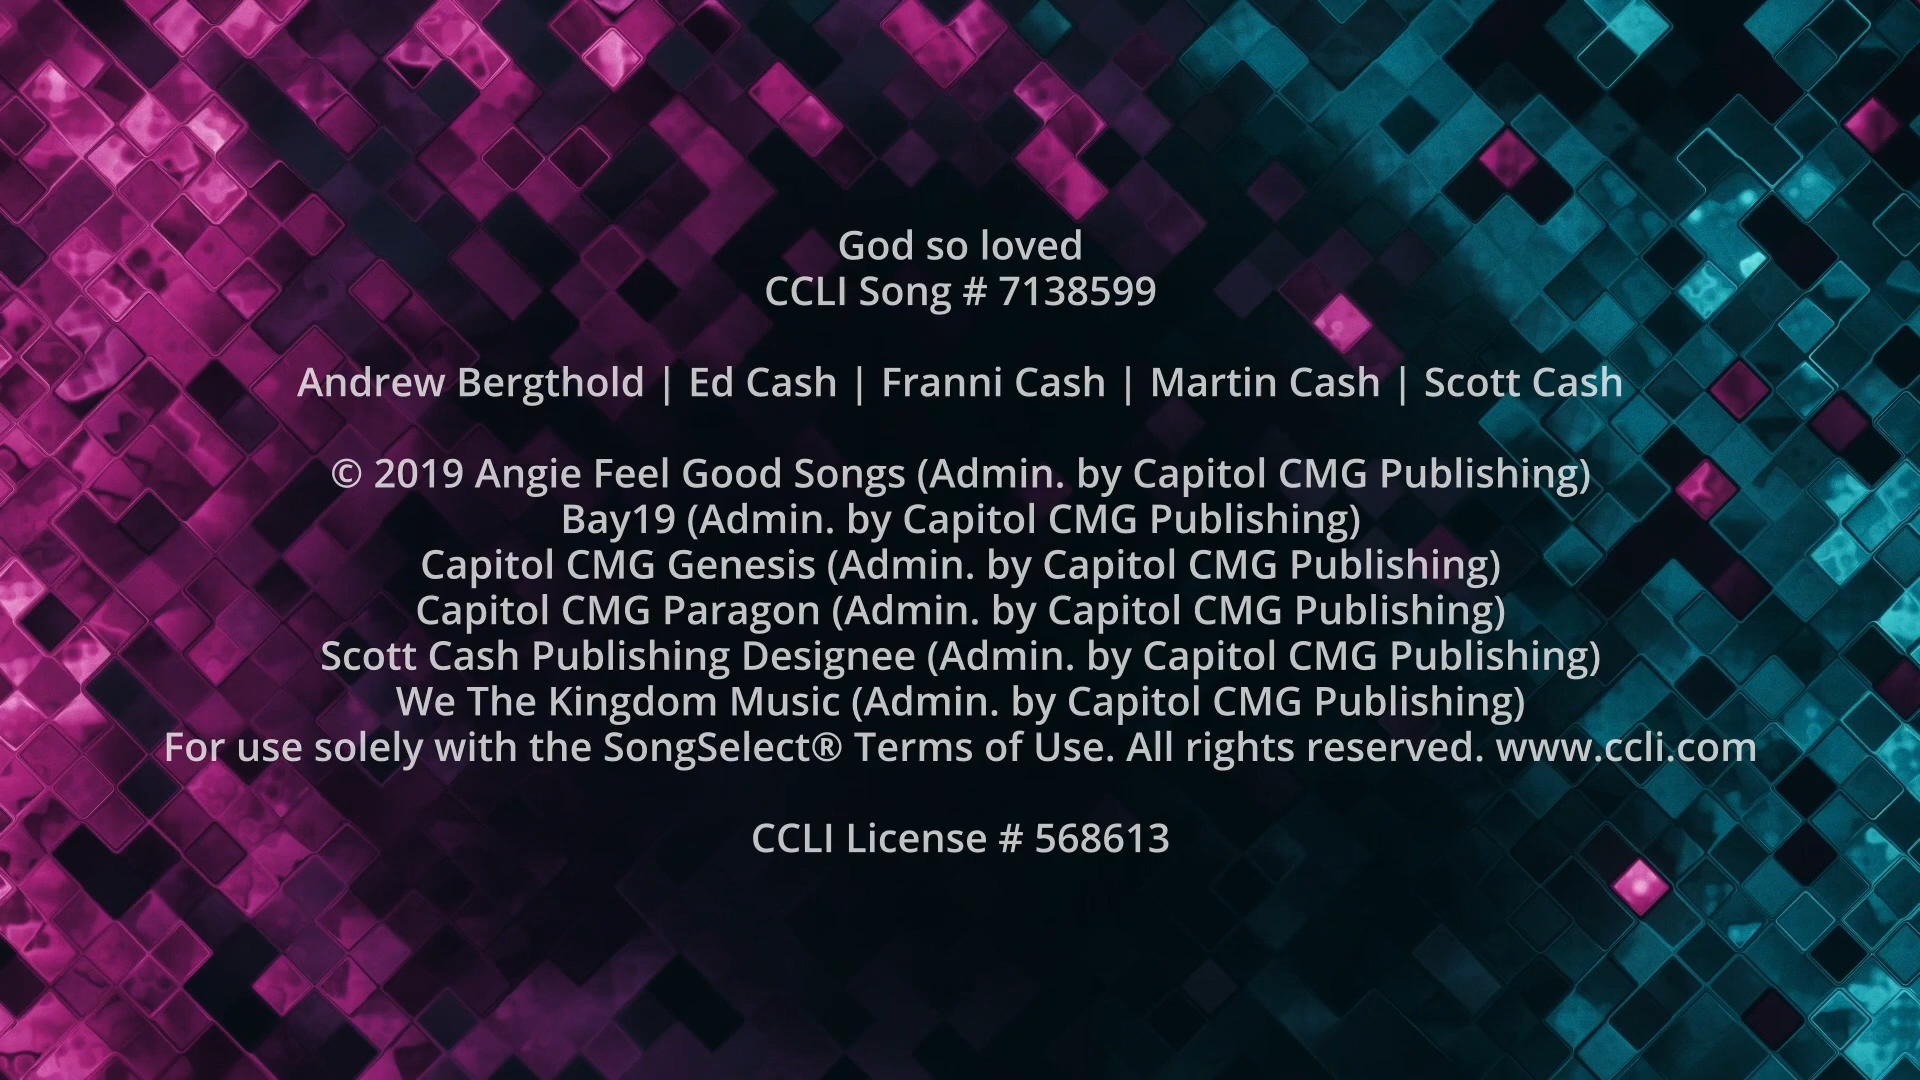 God so loved
CCLI Song # 7138599
Andrew Bergthold | Ed Cash | Franni Cash | Martin Cash | Scott Cash
© 2019 Angie Feel Good Songs (Admin. by Capitol CMG Publishing)
Bay19 (Admin. by Capitol CMG Publishing)
Capitol CMG Genesis (Admin. by Capitol CMG Publishing)
Capitol CMG Paragon (Admin. by Capitol CMG Publishing)
Scott Cash Publishing Designee (Admin. by Capitol CMG Publishing)
We The Kingdom Music (Admin. by Capitol CMG Publishing)
For use solely with the SongSelect® Terms of Use. All rights reserved. www.ccli.com
CCLI License # 568613